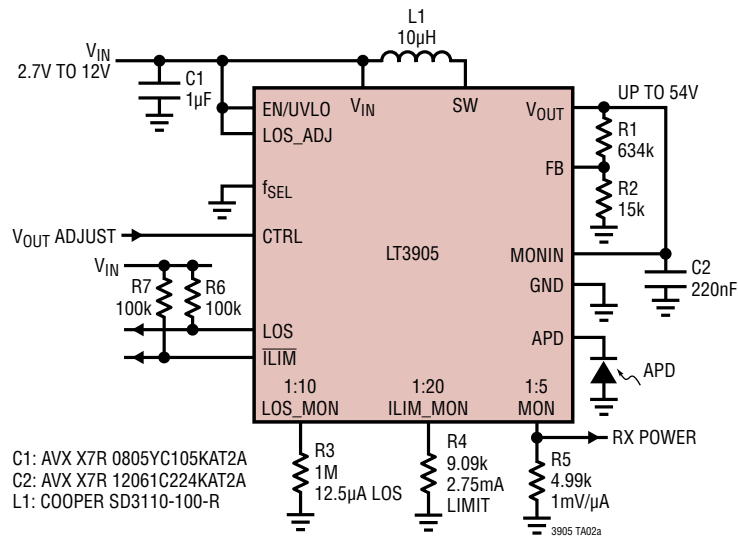 L1
10µH
VIN
2.7V TO 12V
C1
1µF
EN/UVLO
VIN
SW
LOS_ADJ
VOUT
UP TO 54V
R1
634k
FB
R2
15k
fSEL
VOUT ADJUST
CTRL
LT3905
MONIN
C2
220nF
VIN
GND
R7
100k
R6
100k
LOS
ILIM
APD
APD
1:10
LOS_MON
1:20
ILIM_MON
1:5
MON
RX POWER
R3
1M
12.5µA LOS
R4
9.09k
2.75mA
LIMIT
R5
4.99k
1mV/µA
C1: AVX X7R 0805YC105KAT2A
C2: AVX X7R 12061C224KAT2A
L1: COOPER SD3110-100-R
3905 TA02a